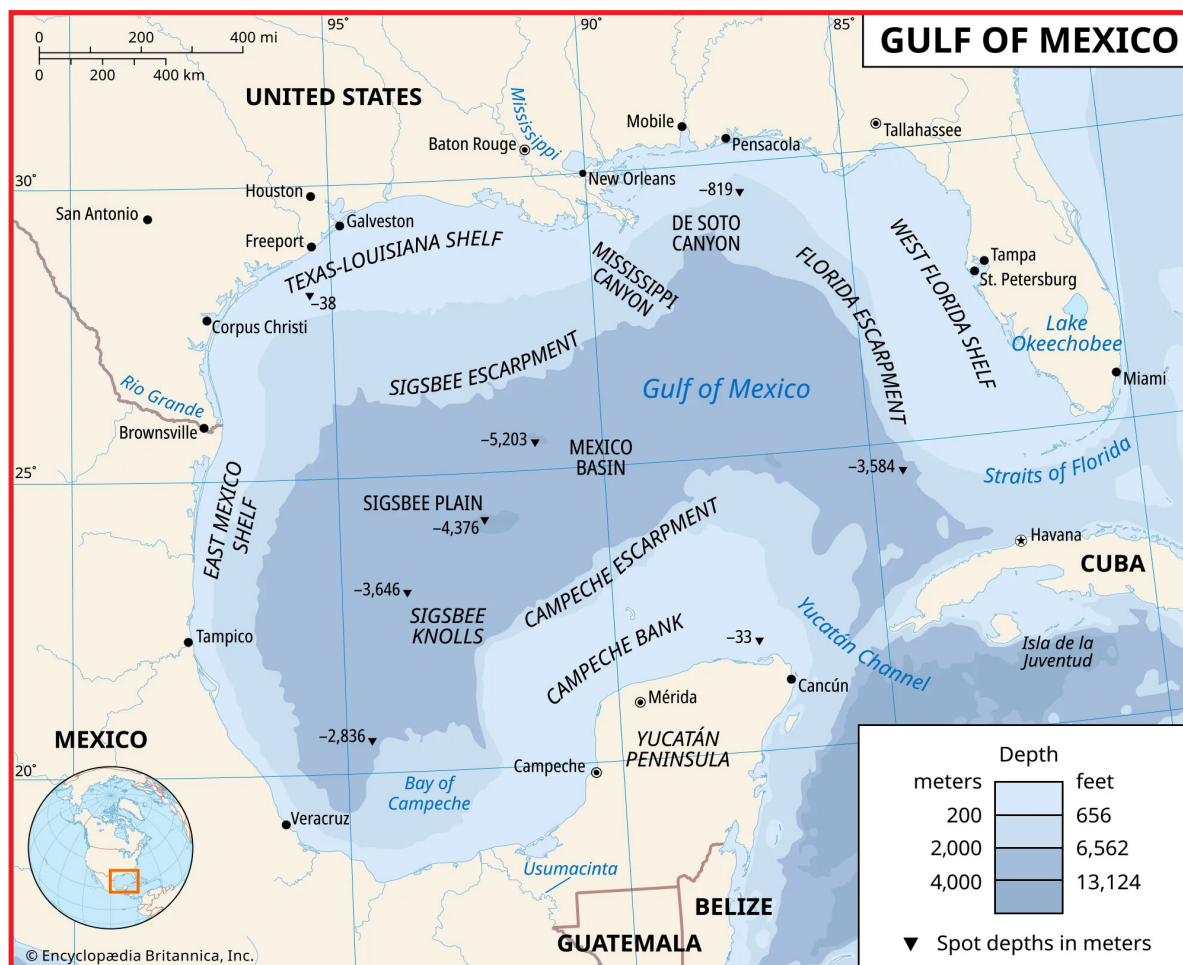 GULF OF MEXICO
95°
90°
85°
0 200 400 mi
0 200 400 km
UNITED STATES
Mississippi
Mobile
Tallahassee
Baton Rouge
Pensacola
New Orleans
30°
Houston
–819
San Antonio
Galveston
DE SOTO
CANYON
Freeport
TEXAS-LOUISIANA SHELF
MISSISSIPPI
CANYON
FLORIDA ESCARPMENT
WEST FLORIDA SHELF
Tampa
St. Petersburg
–38
Corpus Christi
Lake
Okeechobee
SIGSBEE ESCARPMENT
Gulf of Mexico
Miami
Rio Grande
Brownsville
–5,203
MEXICO
BASIN
–3,584
Straits of Florida
25°
EAST MEXICO
SHELF
SIGSBEE PLAIN
–4,376
CAMPECHE ESCARPMENT
Havana
CUBA
–3,646
SIGSBEE
KNOLLS
Yucatán Channel
Tampico
CAMPECHE BANK
–33
Isla de la
Juventud
Cancún
Mérida
MEXICO
–2,836
YUCATÁN
PENINSULA
20°
Campeche
Bay of
Campeche
Veracruz
Usumacinta
BELIZE
GUATEMALA
Depth
meters feet
200 656
2,000 6,562
4,000 13,124
▼ Spot depths in meters
© Encyclopædia Britannica, Inc.